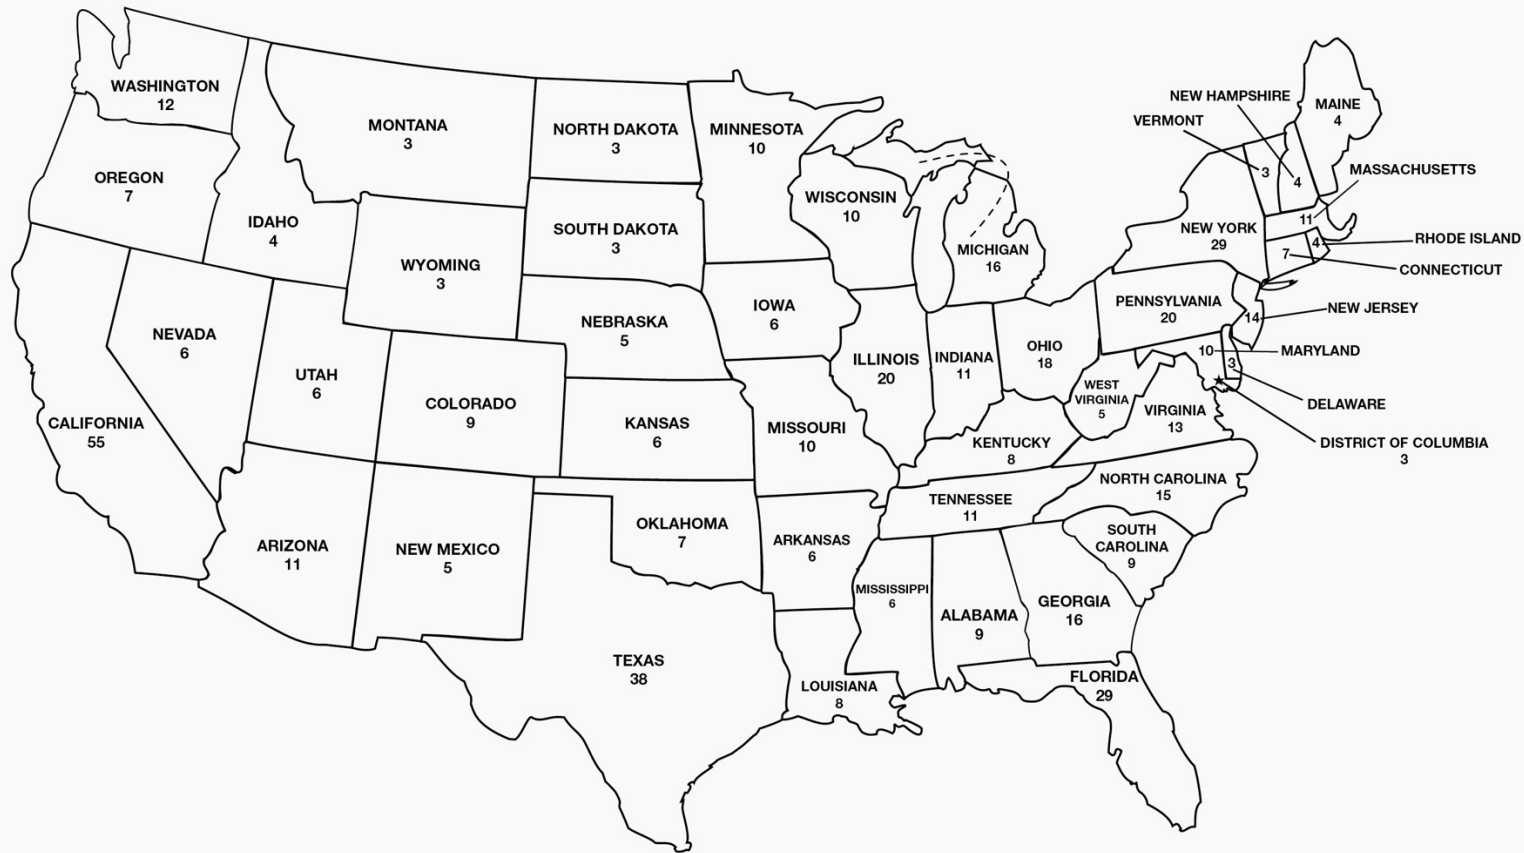 WASHINGTON
12
OREGON
7
CALIFORNIA
55
NEVADA
6
IDAHO
4
MONTANA
3
WYOMING
3
UTAH
6
COLORADO
9
ARIZONA
11
NEW MEXICO
5
NORTH DAKOTA
3
SOUTH DAKOTA
3
NEBRASKA
5
KANSAS
6
OKLAHOMA
7
TEXAS
38
MINNESOTA
10
IOWA
6
MISSOURI
10
ARKANSAS
6
LOUISIANA
8
WISCONSIN
10
ILLINOIS
20
MICHIGAN
16
INDIANA
11
OHIO
18
KENTUCKY
8
TENNESSEE
11
MISSISSIPPI
6
ALABAMA
9
GEORGIA
16
FLORIDA
29
SOUTH
CAROLINA
9
NORTH CAROLINA
15
VIRGINIA
13
WEST
VIRGINIA
5
PENNSYLVANIA
20
NEW YORK
29
VERMONT
3
NEW HAMPSHIRE
4
MAINE
4
MASSACHUSETTS
11
RHODE ISLAND
4
CONNECTICUT
7
NEW JERSEY
14
MARYLAND
10
DELAWARE
3
DISTRICT OF COLUMBIA
3